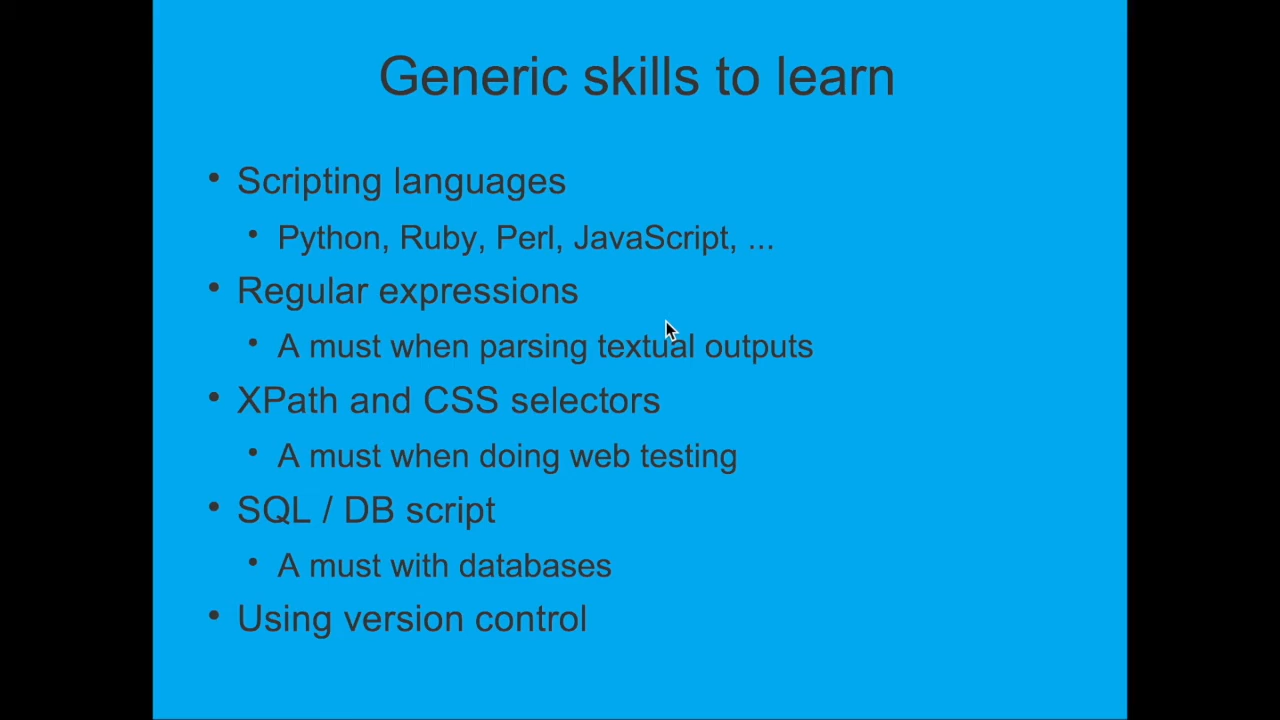 Generic skills to learn
• Scripting languages
• Python, Ruby, Perl, JavaScript, ...
• Regular expressions
• A must when parsing textual outputs
• XPath and CSS selectors
• A must when doing web testing
• SQL / DB script
• A must with databases
• Using version control